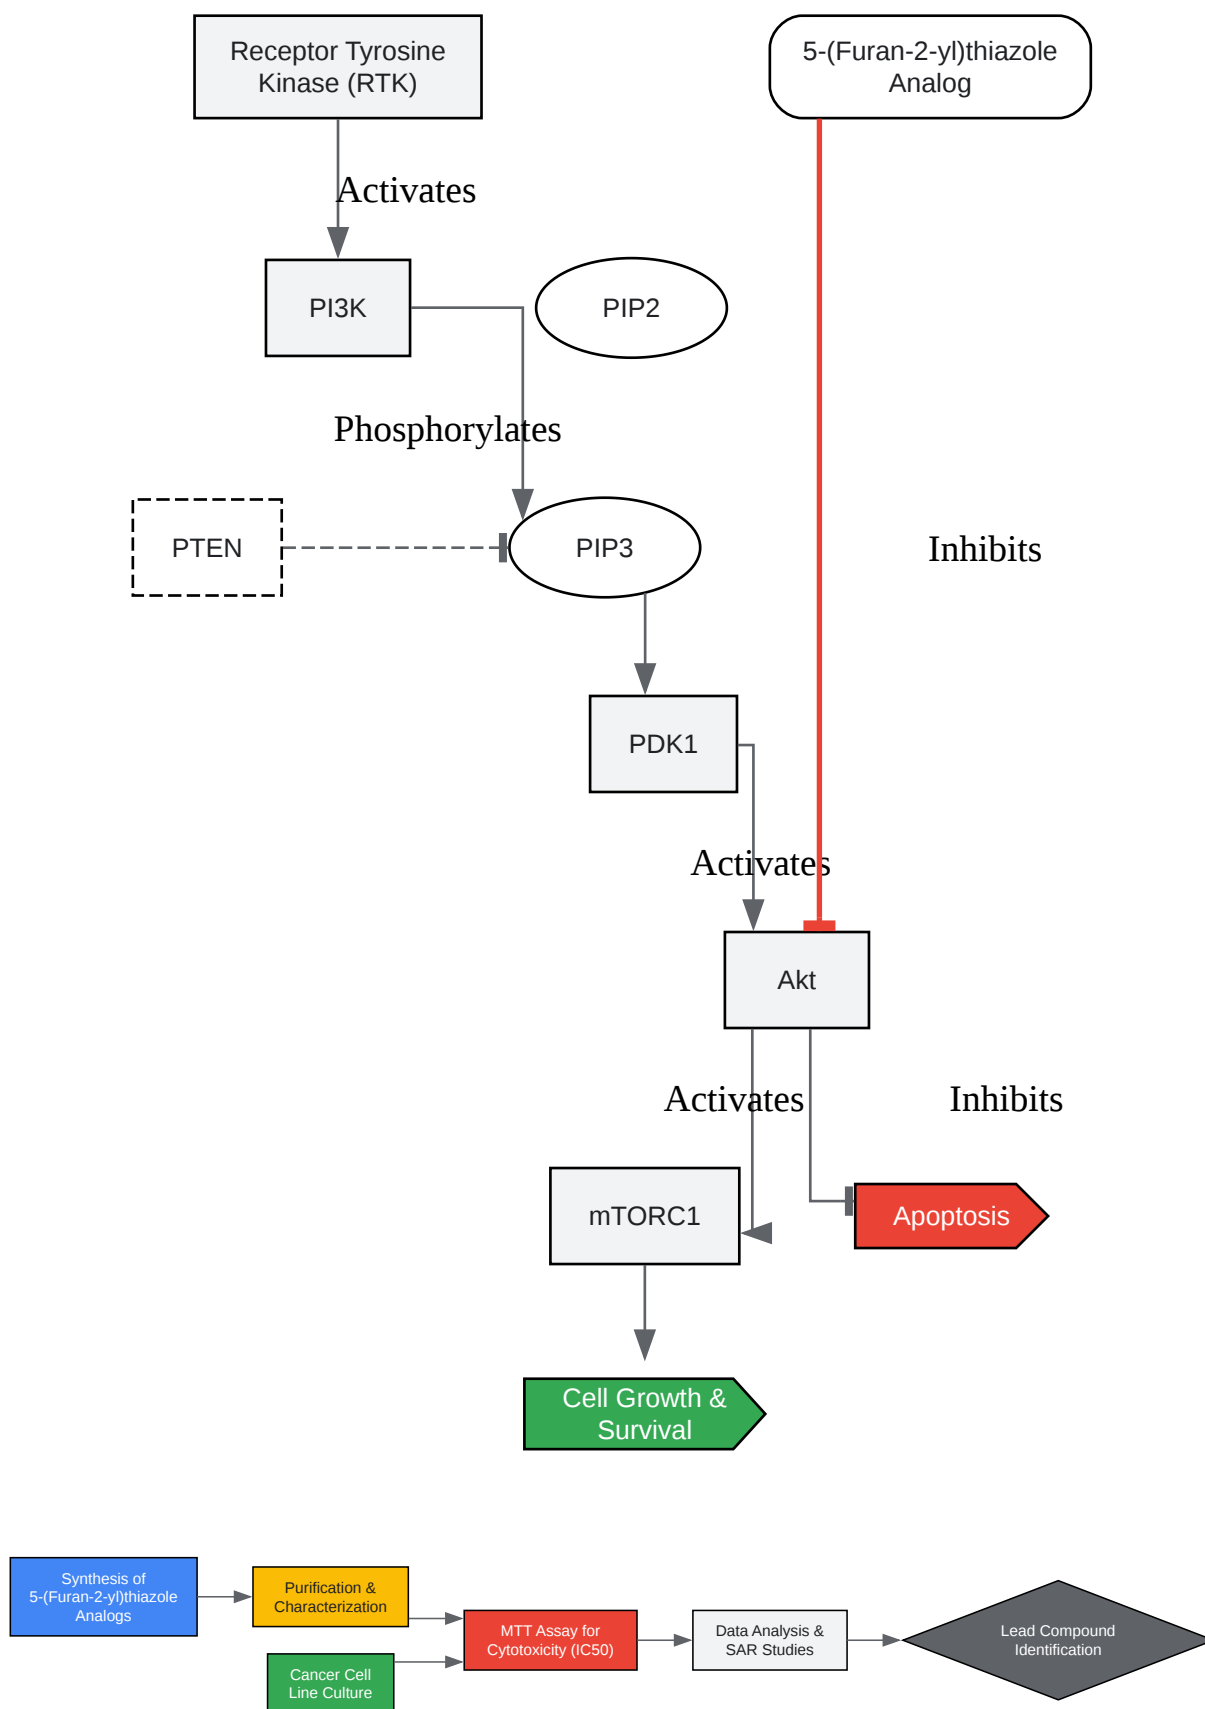 Receptor Tyrosine
Kinase (RTK)
5-(Furan-2-yl)thiazole
Analog
Activates
PI3K
PIP2
Phosphorylates
PTEN
PIP3
Inhibits
PDK1
Activates
Akt
Activates
Inhibits
mTORC1
Apoptosis
Cell Growth &
Survival
Synthesis of
5-(Furan-2-yl)thiazole
Analogs
Purification &
Characterization
Cancer Cell
Line Culture
MTT Assay for
Cytotoxicity (IC50)
Data Analysis &
SAR Studies
Lead Compound
Identification